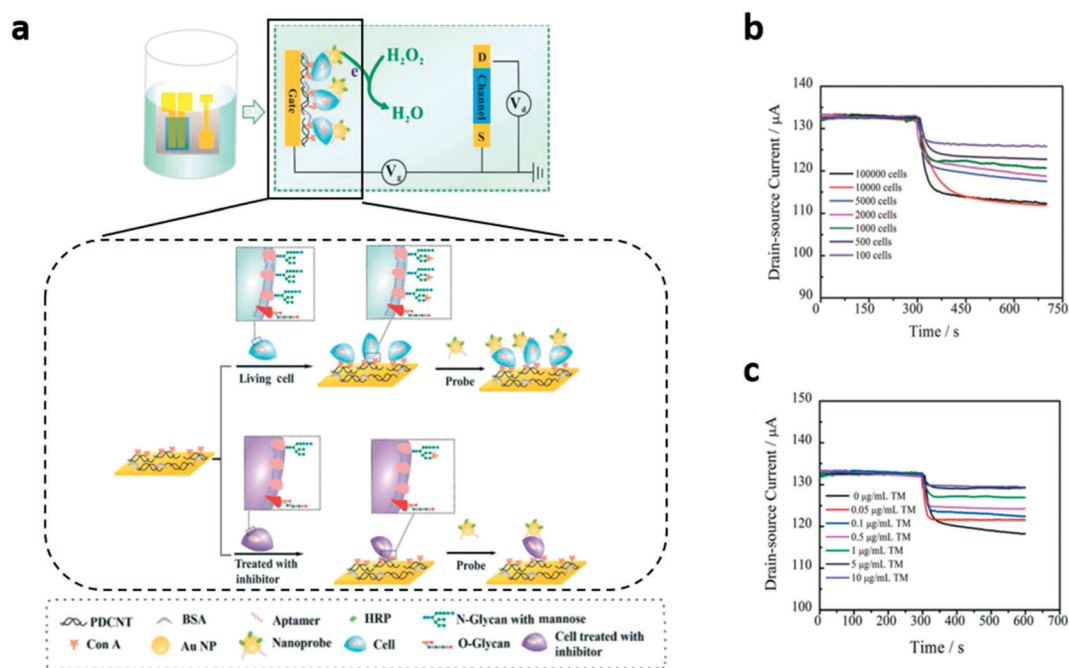 a
Gate
e
H₂O₂
H₂O
D
Channel
S
Vd
Vg
Living cell
Probe
Treated with
inhibitor
Probe
PDCNT
BSA
Aptamer
HRP
N-Glycan with mannose
Con A
Au NP
Nanoprobe
Cell
O-Glycan
Cell treated with
inhibitor
b
Drain-source Current / μA
140
130
120
110
100
90
100000 cells
10000 cells
5000 cells
2000 cells
1000 cells
500 cells
100 cells
0
150
300
450
600
750
Time / s
c
Drain-source Current / μA
150
140
130
120
110
100
0 μg/mL TM
0.05 μg/mL TM
0.1 μg/mL TM
0.5 μg/mL TM
1 μg/mL TM
5 μg/mL TM
10 μg/mL TM
0
100
200
300
400
500
600
700
Time / s